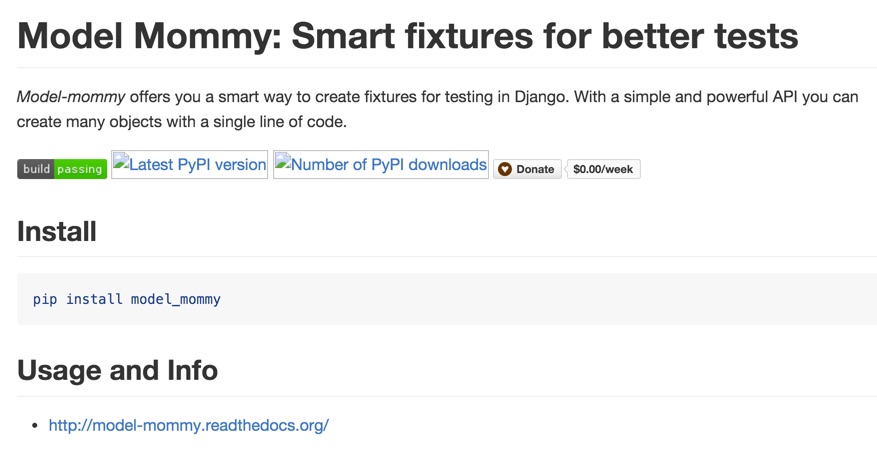 Model Mommy: Smart fixtures for better tests
Model-mommy offers you a smart way to create fixtures for testing in Django. With a simple and powerful API you can
create many objects with a single line of code.
build passing Latest PyPI version Number of PyPI downloads Donate $0.00/week
Install
pip install model_mommy
Usage and Info
• http://model-mommy.readthedocs.org/